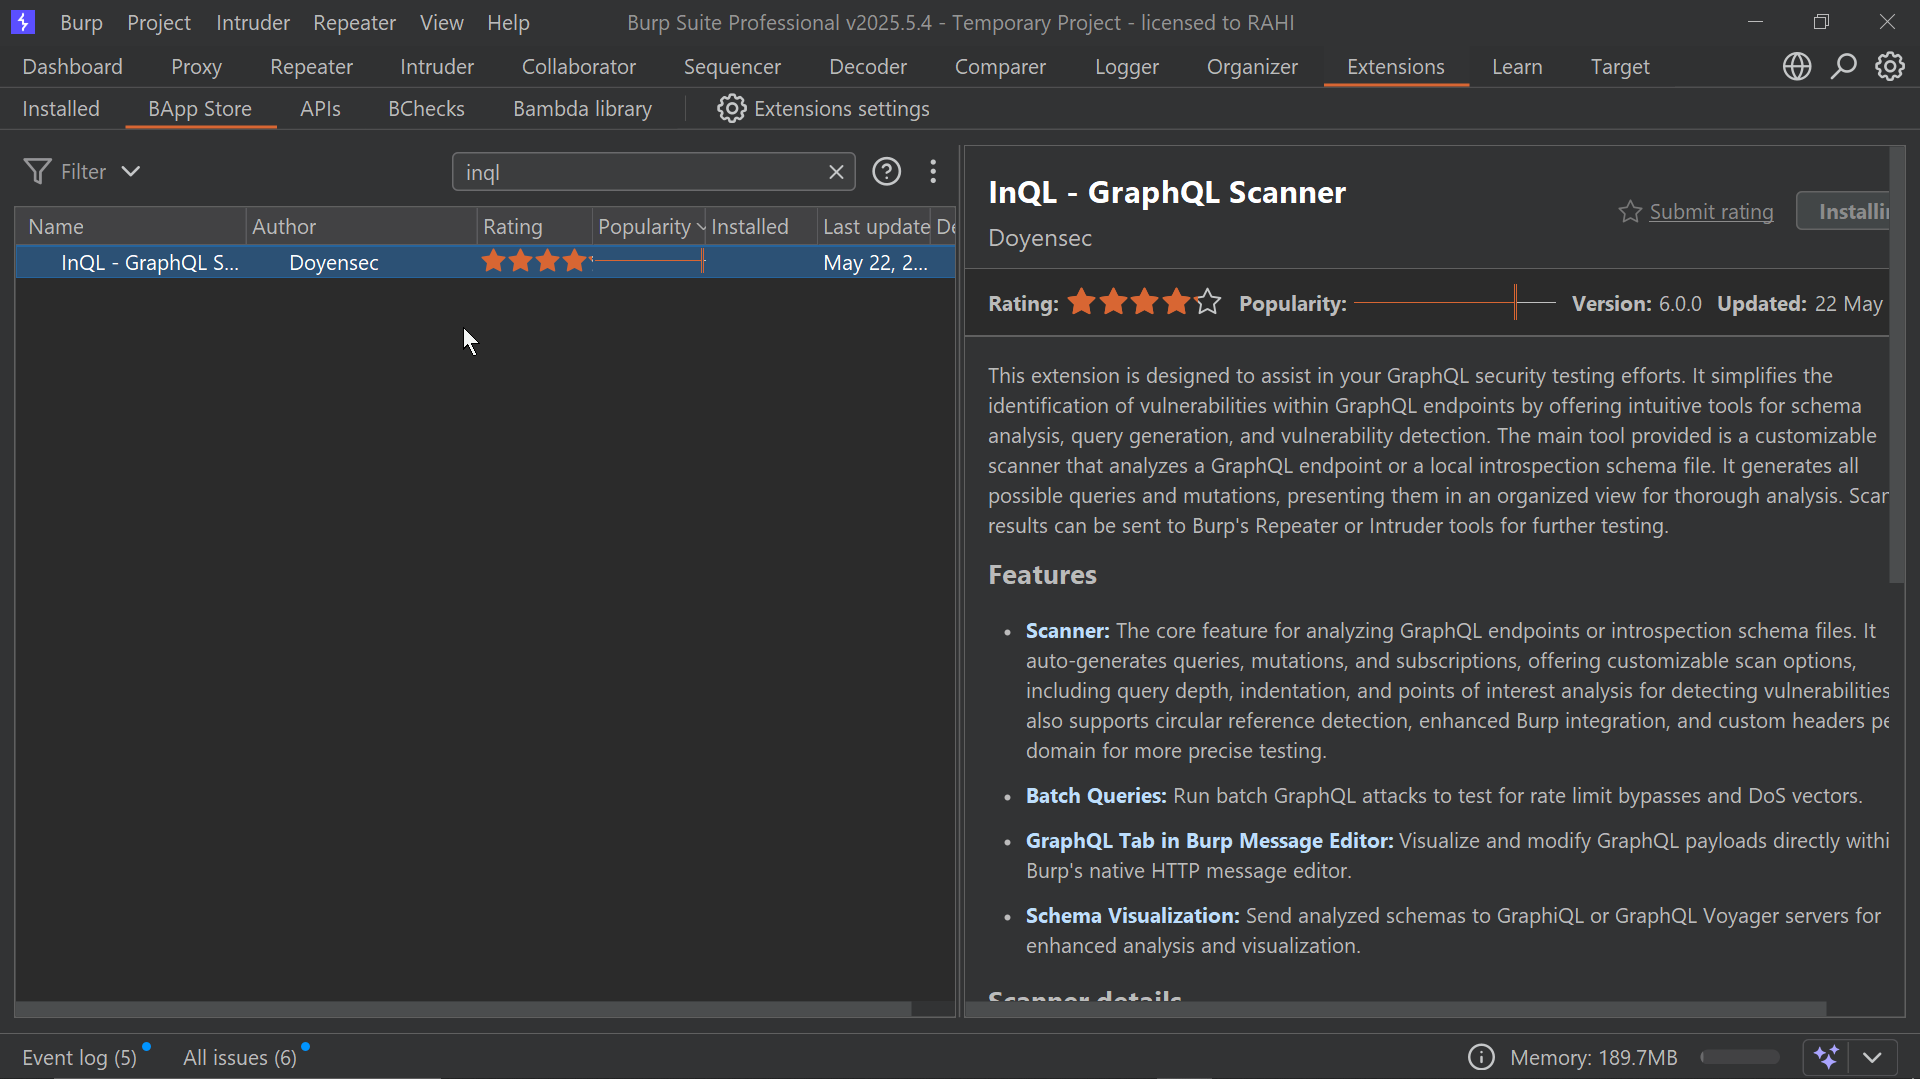 Burp Project Intruder Repeater View Help Burp Suite Professional v2025.5.4 - Temporary Project - licensed to RAHI
Dashboard Proxy Repeater Intruder Collaborator Sequencer Decoder Comparer Logger Organizer Extensions Learn Target
Installed BApp Store APIs BChecks Bambda library Extensions settings
Filter inql
Name Author Rating Popularity Installed Last update De
InQL - GraphQL S... Doyensec May 22, 2...
InQL - GraphQL Scanner
Submit rating Installi
Doyensec
Rating: Popularity: Version: 6.0.0 Updated: 22 May
This extension is designed to assist in your GraphQL security testing efforts. It simplifies the
identification of vulnerabilities within GraphQL endpoints by offering intuitive tools for schema
analysis, query generation, and vulnerability detection. The main tool provided is a customizable
scanner that analyzes a GraphQL endpoint or a local introspection schema file. It generates all
possible queries and mutations, presenting them in an organized view for thorough analysis. Scan
results can be sent to Burp's Repeater or Intruder tools for further testing.
Features
• Scanner: The core feature for analyzing GraphQL endpoints or introspection schema files. It
auto-generates queries, mutations, and subscriptions, offering customizable scan options,
including query depth, indentation, and points of interest analysis for detecting vulnerabilities
also supports circular reference detection, enhanced Burp integration, and custom headers pe
domain for more precise testing.
• Batch Queries: Run batch GraphQL attacks to test for rate limit bypasses and DoS vectors.
• GraphQL Tab in Burp Message Editor: Visualize and modify GraphQL payloads directly withi
Burp's native HTTP message editor.
• Schema Visualization: Send analyzed schemas to GraphiQL or GraphQL Voyager servers for
enhanced analysis and visualization.
Scanner details
Event log (5) All issues (6) Memory: 189.7MB